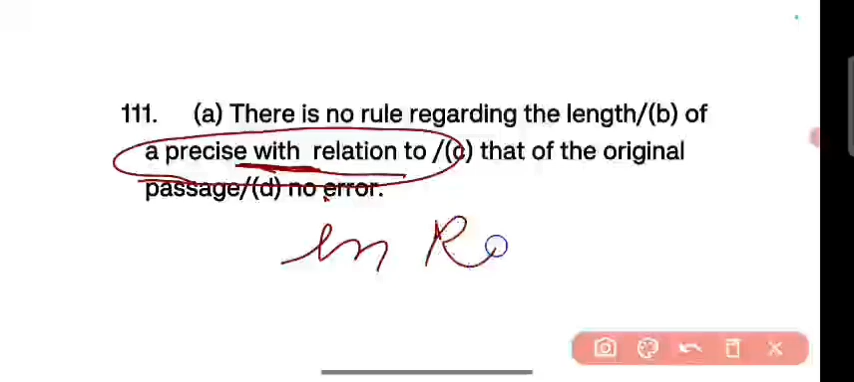 111. (a) There is no rule regarding the length/(b) of
a precise with relation to /(c) that of the original
passage/(d) no error.
In Re